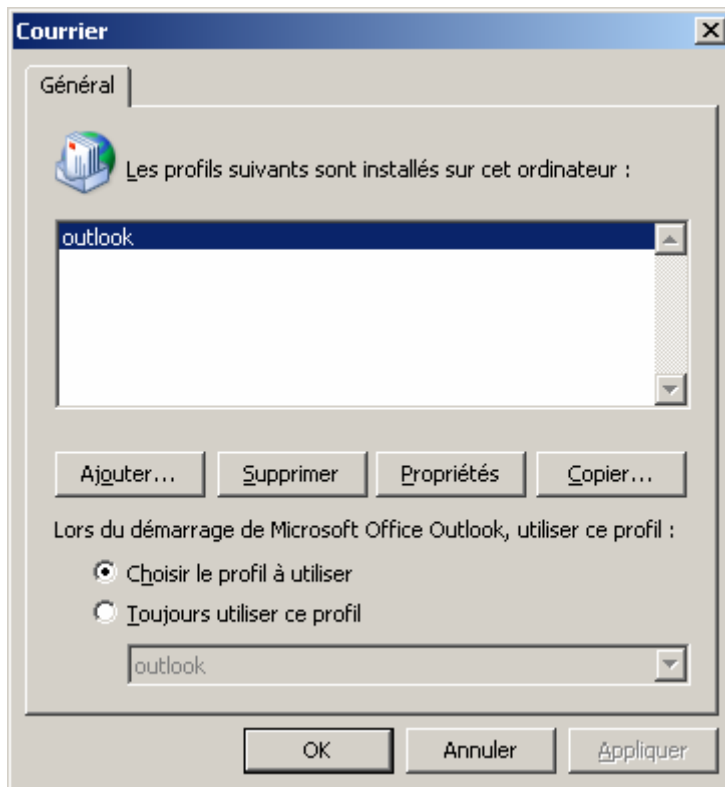 Courrier
Général
Les profils suivants sont installés sur cet ordinateur :
outlook
Ajouter... Supprimer Propriétés Copier...
Lors du démarrage de Microsoft Office Outlook, utiliser ce profil :
Choisir le profil à utiliser
Toujours utiliser ce profil
outlook
OK Annuler Appliquer